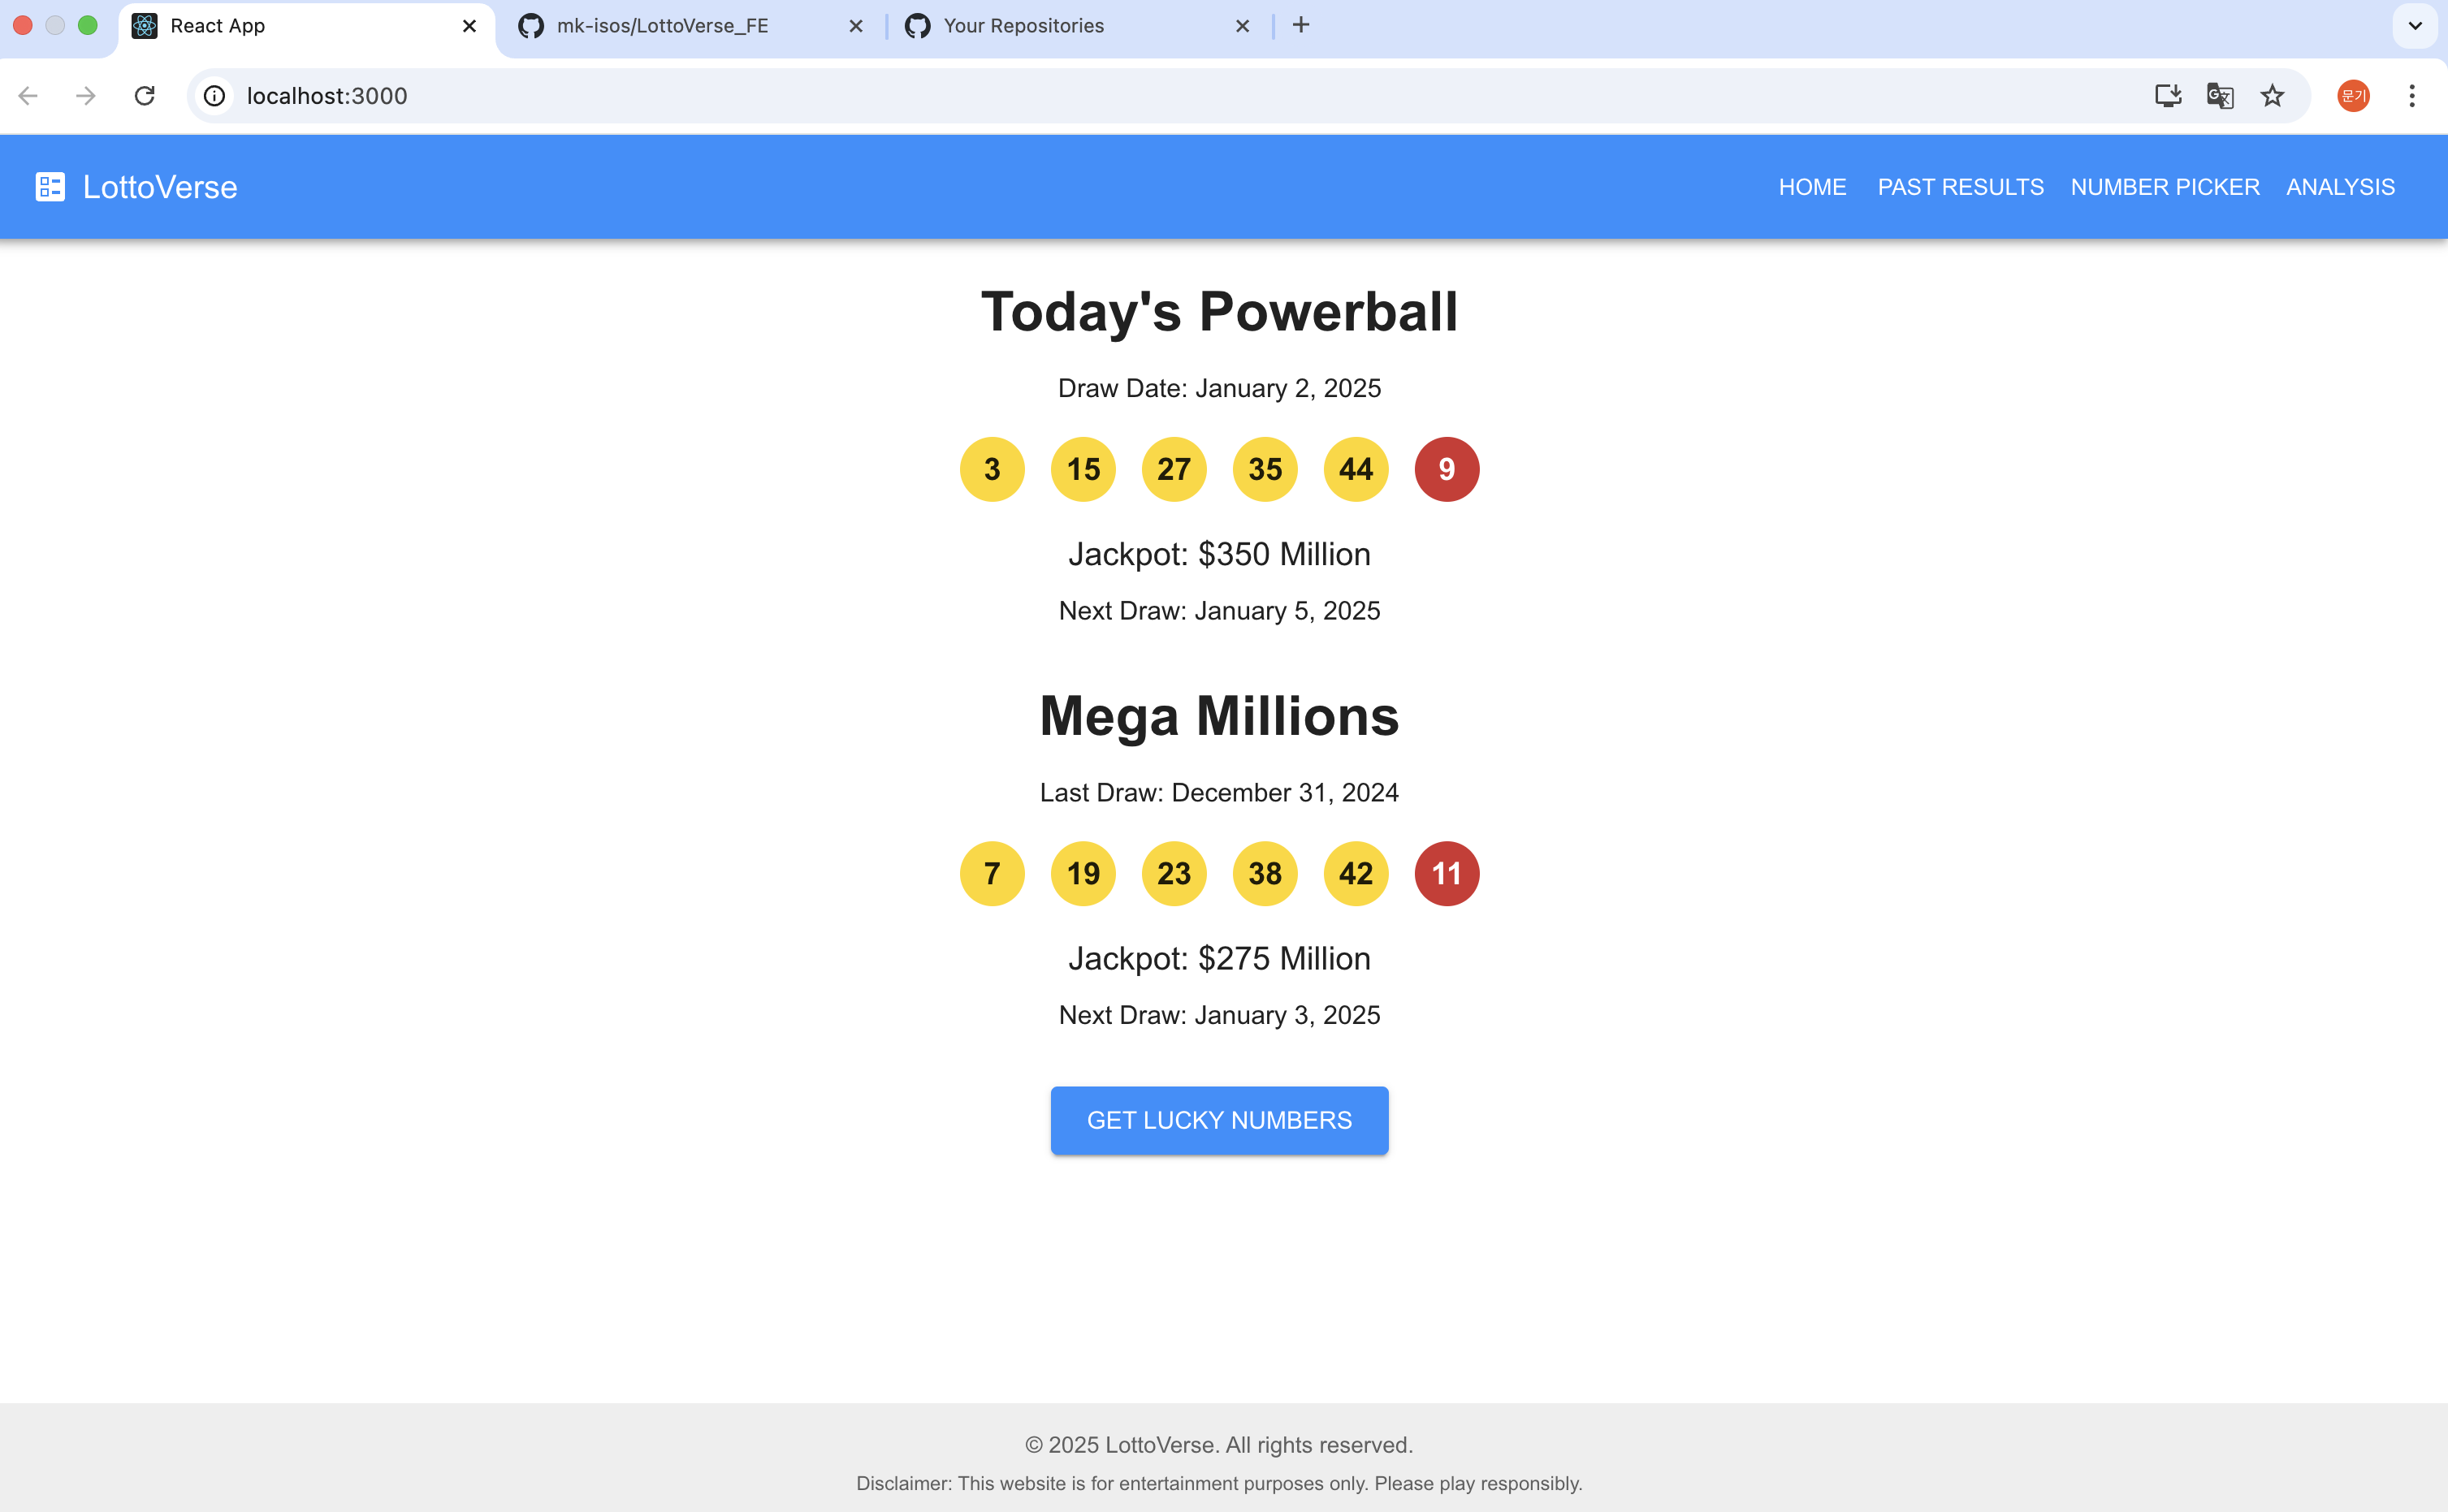 React App
mk-isos/LottoVerse_FE
Your Repositories
localhost:3000
문기
LottoVerse
HOME PAST RESULTS NUMBER PICKER ANALYSIS
Today's Powerball
Draw Date: January 2, 2025
3 15 27 35 44 9
Jackpot: $350 Million
Next Draw: January 5, 2025
Mega Millions
Last Draw: December 31, 2024
7 19 23 38 42 11
Jackpot: $275 Million
Next Draw: January 3, 2025
GET LUCKY NUMBERS
© 2025 LottoVerse. All rights reserved.
Disclaimer: This website is for entertainment purposes only. Please play responsibly.